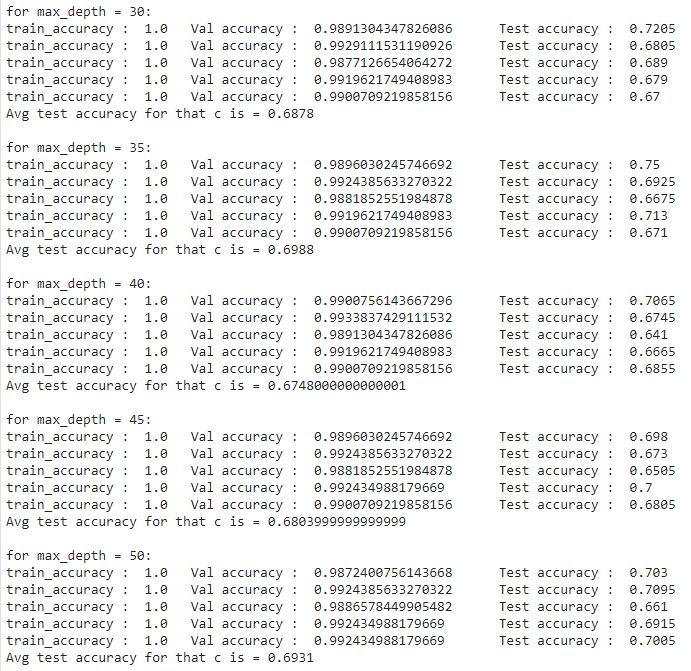 for max_depth = 30:
train_accuracy :  1.0   Val accuracy :  0.9891304347826086      Test accuracy :  0.7205
train_accuracy :  1.0   Val accuracy :  0.9929111531190926      Test accuracy :  0.6805
train_accuracy :  1.0   Val accuracy :  0.9877126654064272      Test accuracy :  0.689
train_accuracy :  1.0   Val accuracy :  0.9919621749408983      Test accuracy :  0.679
train_accuracy :  1.0   Val accuracy :  0.9900709219858156      Test accuracy :  0.67
Avg test accuracy for that c is = 0.6878
for max_depth = 35:
train_accuracy :  1.0   Val accuracy :  0.9896030245746692      Test accuracy :  0.75
train_accuracy :  1.0   Val accuracy :  0.9924385633270322      Test accuracy :  0.6925
train_accuracy :  1.0   Val accuracy :  0.9881852551984878      Test accuracy :  0.6675
train_accuracy :  1.0   Val accuracy :  0.9919621749408983      Test accuracy :  0.713
train_accuracy :  1.0   Val accuracy :  0.9900709219858156      Test accuracy :  0.671
Avg test accuracy for that c is = 0.6988
for max_depth = 40:
train_accuracy :  1.0   Val accuracy :  0.9900756143667296      Test accuracy :  0.7065
train_accuracy :  1.0   Val accuracy :  0.9933837429111532      Test accuracy :  0.6745
train_accuracy :  1.0   Val accuracy :  0.9891304347826086      Test accuracy :  0.641
train_accuracy :  1.0   Val accuracy :  0.9919621749408983      Test accuracy :  0.6665
train_accuracy :  1.0   Val accuracy :  0.9900709219858156      Test accuracy :  0.6855
Avg test accuracy for that c is = 0.6748000000000001
for max_depth = 45:
train_accuracy :  1.0   Val accuracy :  0.9896030245746692      Test accuracy :  0.698
train_accuracy :  1.0   Val accuracy :  0.9924385633270322      Test accuracy :  0.673
train_accuracy :  1.0   Val accuracy :  0.9881852551984878      Test accuracy :  0.6505
train_accuracy :  1.0   Val accuracy :  0.992434988179669       Test accuracy :  0.7
train_accuracy :  1.0   Val accuracy :  0.9900709219858156      Test accuracy :  0.6805
Avg test accuracy for that c is = 0.6803999999999999
for max_depth = 50:
train_accuracy :  1.0   Val accuracy :  0.9872400756143668      Test accuracy :  0.703
train_accuracy :  1.0   Val accuracy :  0.9924385633270322      Test accuracy :  0.7095
train_accuracy :  1.0   Val accuracy :  0.9886578449905482      Test accuracy :  0.661
train_accuracy :  1.0   Val accuracy :  0.992434988179669       Test accuracy :  0.6915
train_accuracy :  1.0   Val accuracy :  0.992434988179669       Test accuracy :  0.7005
Avg test accuracy for that c is = 0.6931